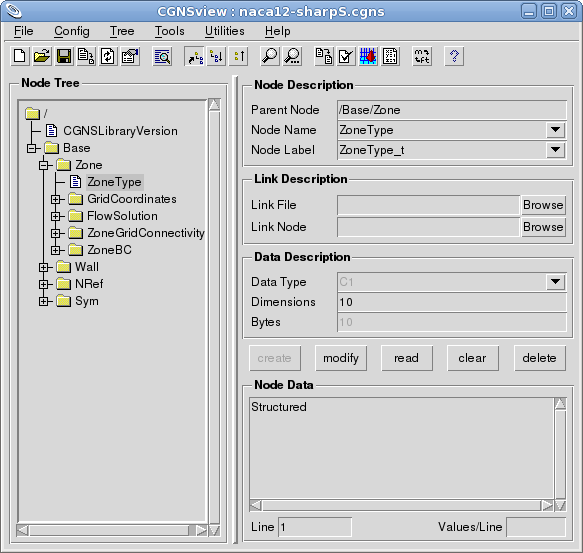 CGNSview : naca12-sharpS.cgns
File Config Tree Tools Utilities Help
?
Node Tree
/
CGNSLibraryVersion
Base
Zone
ZoneType
GridCoordinates
FlowSolution
ZoneGridConnectivity
ZoneBC
Wall
NRef
Sym
Node Description
Parent Node /Base/Zone
Node Name ZoneType
Node Label ZoneType_t
Link Description
Link File Browse
Link Node Browse
Data Description
Data Type C1
Dimensions 10
Bytes 10
create modify read clear delete
Node Data
Structured
Line 1 Values/Line